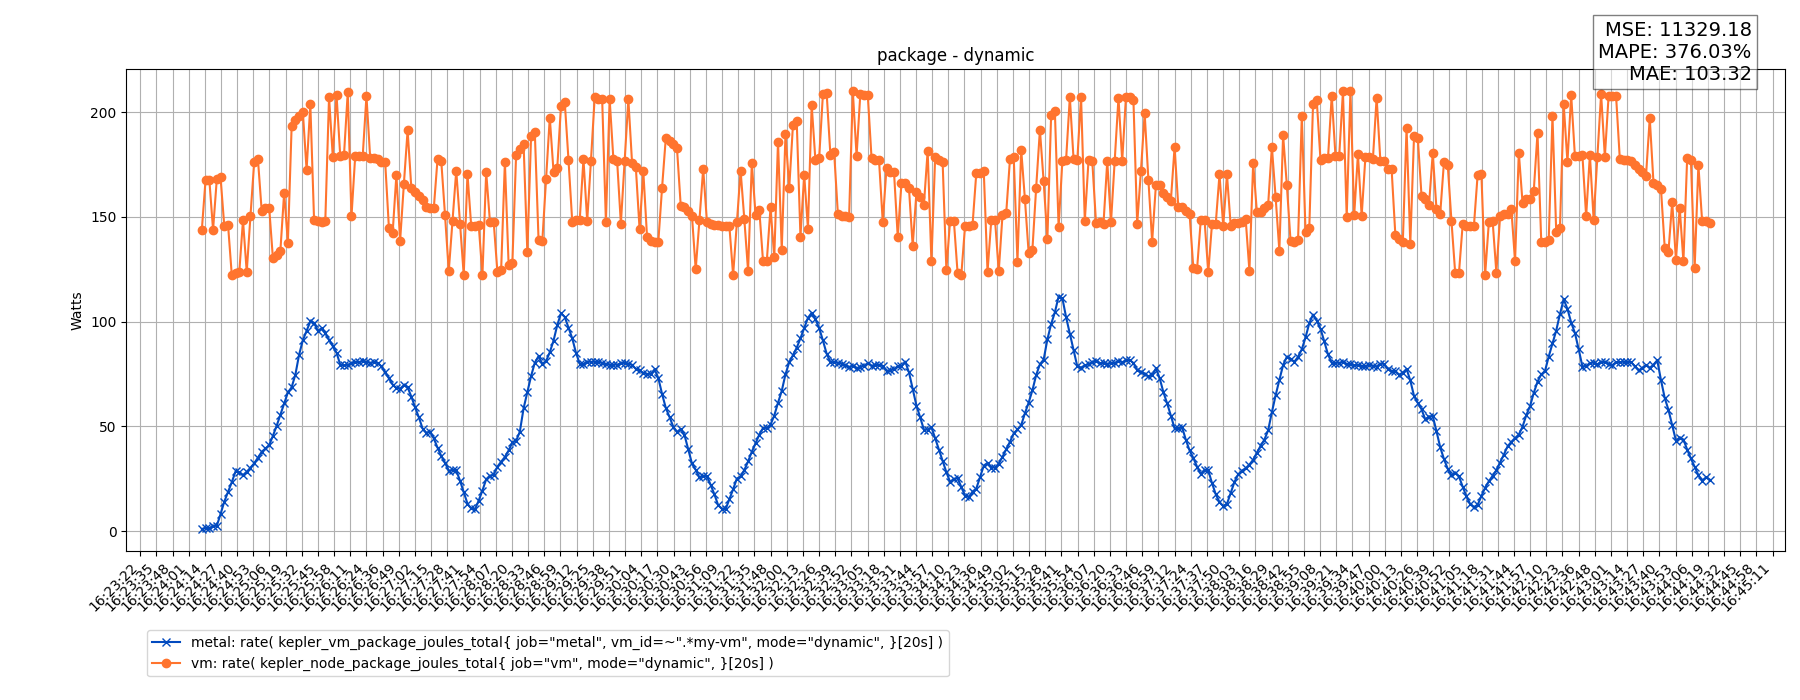 MSE: 11329.18
MAPE: 376.03%
MAE: 103.32
package - dynamic
Watts
200
150
100
50
0
16:23:22 16:23:35 16:23:48 16:24:01 16:24:14 16:24:27 16:24:40 16:24:53 16:25:06 16:25:19 16:25:32 16:25:45 16:25:58 16:26:11 16:26:24 16:26:36 16:26:49 16:27:02 16:27:15 16:27:28 16:27:41 16:27:54 16:28:07 16:28:20 16:28:33 16:28:46 16:28:59 16:29:12 16:29:25 16:29:38 16:29:51 16:30:04 16:30:17 16:30:30 16:30:43 16:30:56 16:31:09 16:31:22 16:31:35 16:31:48 16:32:00 16:32:13 16:32:26 16:32:39 16:32:52 16:33:05 16:33:18 16:33:31 16:33:44 16:33:57 16:34:10 16:34:23 16:34:36 16:34:49 16:35:02 16:35:15 16:35:28 16:35:41 16:35:54 16:36:07 16:36:20 16:36:33 16:36:46 16:36:59 16:37:12 16:37:24 16:37:37 16:37:50 16:38:03 16:38:16 16:38:29 16:38:42 16:38:55 16:39:08 16:39:21 16:39:34 16:39:47 16:40:00 16:40:13 16:40:26 16:40:39 16:40:52 16:41:05 16:41:18 16:41:31 16:41:44 16:41:57 16:42:10 16:42:23 16:42:36 16:42:48 16:43:01 16:43:14 16:43:27 16:43:40 16:43:53 16:44:06 16:44:19 16:44:32 16:44:45 16:44:58 16:45:11
metal: rate( kepler_vm_package_joules_total{ job="metal", vm_id=~".*my-vm", mode="dynamic", }[20s] )
vm: rate( kepler_node_package_joules_total{ job="vm", mode="dynamic", }[20s] )